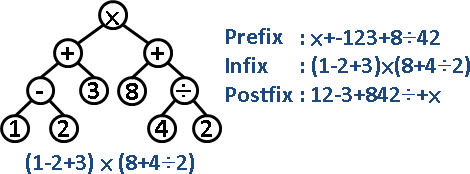 x
+ +
- 3 8 ÷
1 2 4 2
(1-2+3) x (8+4÷2)
Prefix : x+-123+8÷42
Infix : (1-2+3)x(8+4÷2)
Postfix : 12-3+842÷+x